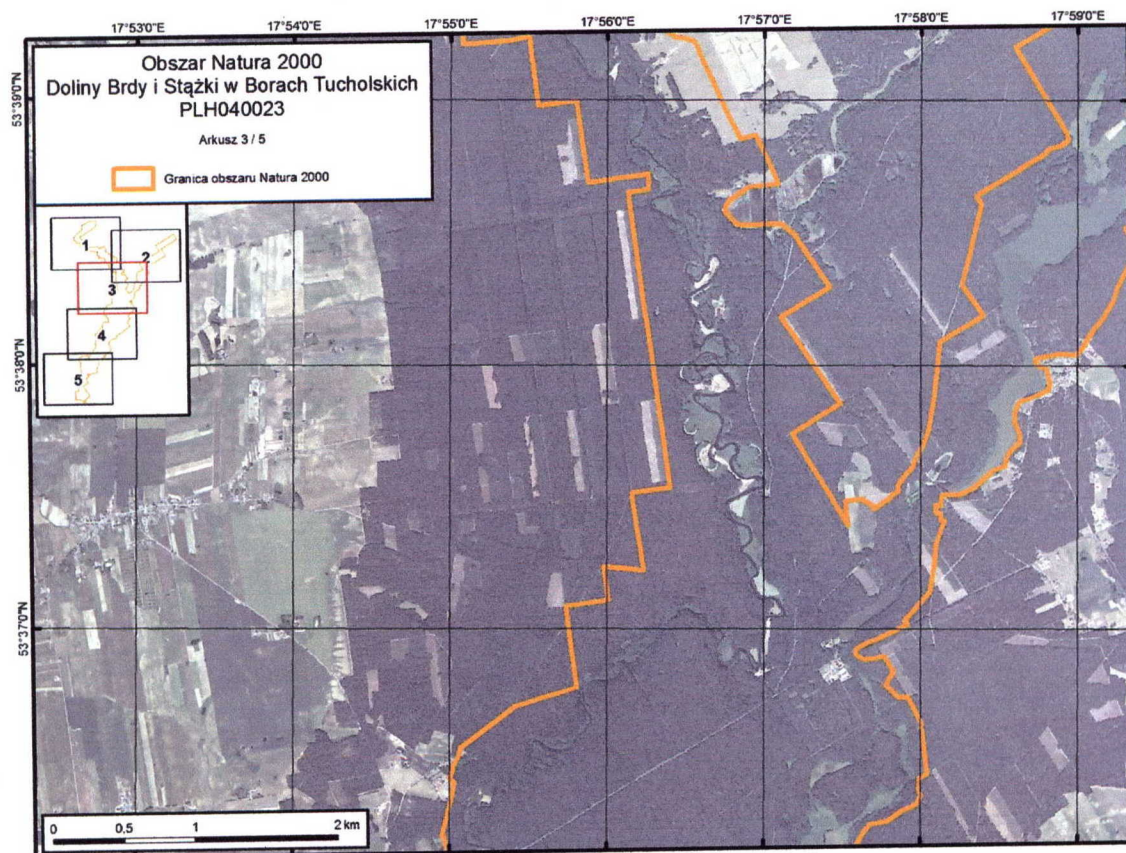 17°53'0"E 17°54'0"E 17°55'0"E 17°56'0"E 17°57'0"E 17°58'0"E 17°59'0"E
Obszar Natura 2000
Doliny Brdy i Stążki w Borach Tucholskich
PLH040023
Arkusz 3 / 5
Granica obszaru Natura 2000
53°39'0"N
1
2
3
4
5
53°38'0"N
53°37'0"N
0 0,5 1 2 km